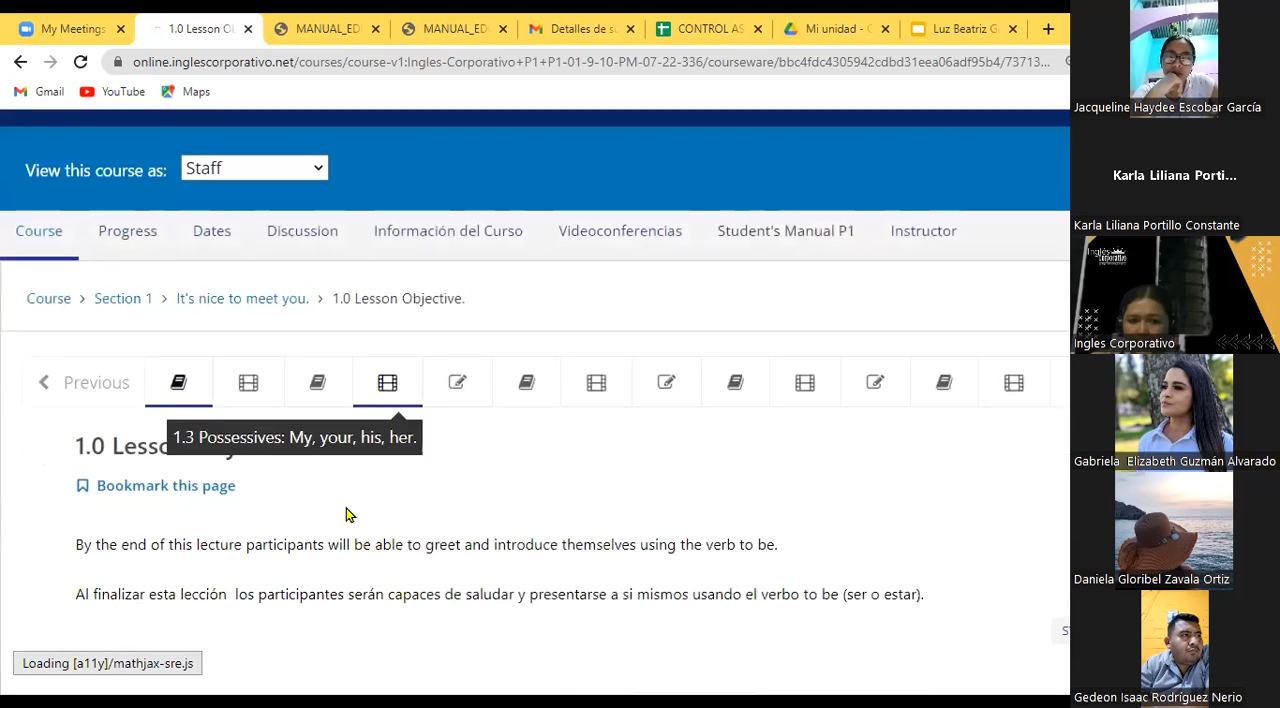 My Meetings
1.0 Lesson O
MANUAL_ED
MANUAL_ED
Detalles de su
CONTROL AS
Mi unidad - G
Luz Beatriz G
online.inglescorporativo.net/courses/course-v1:Ingles-Corporativo+P1+P1-01-9-10-PM-07-22-336/courseware/bbc4fdc4305942cdbd31eea06adf95b4/73713...
Gmail
YouTube
Maps
View this course as:
Staff
Course
Progress
Dates
Discussion
Información del Curso
Videoconferencias
Student's Manual P1
Instructor
Course > Section 1 > It's nice to meet you. > 1.0 Lesson Objective.
Previous
1.3 Possessives: My, your, his, her.
1.0
Bookmark this page
By the end of this lecture participants will be able to greet and introduce themselves using the verb to be.
Al finalizar esta lección los participantes serán capaces de saludar y presentarse a si mismos usando el verbo to be (ser o estar).
Loading [a11y]/mathjax-sre.js
Jacqueline Haydee Escobar García
Karla Liliana Porti...
Karla Liliana Portillo Constante
Inglés Corporativo
Ingles Corporativo
Gabriela Elizabeth Guzmán Alvarado
Daniela Gloribel Zavala Ortiz
Gedeon Isaac Rodríguez Nerio